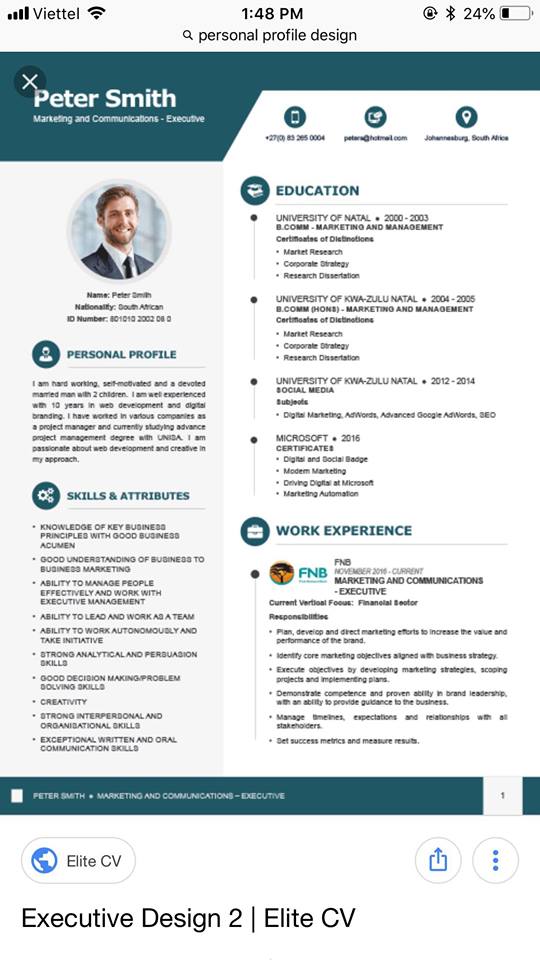 Viettel 1:48 PM 24%
personal profile design
Peter Smith
Marketing and Communications - Executive
+27(0) 83 265 0004
peters@hotmail.com
Johannesburg, South Africa
Name: Peter Smith
Nationality: South African
ID Number: 801010 2002 08 0
PERSONAL PROFILE
I am hard working, self-motivated and a devoted
married man with 2 children. I am well experienced
with 10 years in web development and digital
branding. I have worked in various companies as
a project manager and currently studying advance
project management degree with UNISA. I am
passionate about web development and creative in
my approach.
SKILLS & ATTRIBUTES
• KNOWLEDGE OF KEY BUSINESS
PRINCIPLES WITH GOOD BUSINESS
ACUMEN
• GOOD UNDERSTANDING OF BUSINESS TO
BUSINESS MARKETING
• ABILITY TO MANAGE PEOPLE
EFFECTIVELY AND WORK WITH
EXECUTIVE MANAGEMENT
• ABILITY TO LEAD AND WORK AS A TEAM
• ABILITY TO WORK AUTONOMOUSLY AND
TAKE INITIATIVE
• STRONG ANALYTICAL AND PERSUASION
SKILLS
• GOOD DECISION MAKING/PROBLEM
SOLVING SKILLS
• CREATIVITY
• STRONG INTERPERSONAL AND
ORGANISATIONAL SKILLS
• EXCEPTIONAL WRITTEN AND ORAL
COMMUNICATION SKILLS
EDUCATION
UNIVERSITY OF NATAL ● 2000 - 2003
B.COMM - MARKETING AND MANAGEMENT
Certificates of Distinctions
• Market Research
• Corporate Strategy
• Research Dissertation
UNIVERSITY OF KWA-ZULU NATAL ● 2004 - 2005
B.COMM (HONS) - MARKETING AND MANAGEMENT
Certificates of Distinctions
• Market Research
• Corporate Strategy
• Research Dissertation
UNIVERSITY OF KWA-ZULU NATAL ● 2012 - 2014
SOCIAL MEDIA
Subjects
• Digital Marketing, AdWords, Advanced Google AdWords, SEO
MICROSOFT ● 2016
CERTIFICATES
• Digital and Social Badge
• Modern Marketing
• Driving Digital at Microsoft
• Marketing Automation
WORK EXPERIENCE
FNB
FNB
NOVEMBER 2016 - CURRENT
MARKETING AND COMMUNICATIONS
- EXECUTIVE
Current Vertical Focus: Financial Sector
Responsibilities
• Plan, develop and direct marketing efforts to increase the value and
performance of the brand.
• Identify core marketing objectives aligned with business strategy.
• Execute objectives by developing marketing strategies, scoping
projects and implementing plans.
• Demonstrate competence and proven ability in brand leadership,
with an ability to provide guidance to the business.
• Manage timelines, expectations and relationships with all
stakeholders.
• Set success metrics and measure results.
PETER SMITH ● MARKETING AND COMMUNICATIONS – EXECUTIVE
1
Elite CV
Executive Design 2 | Elite CV